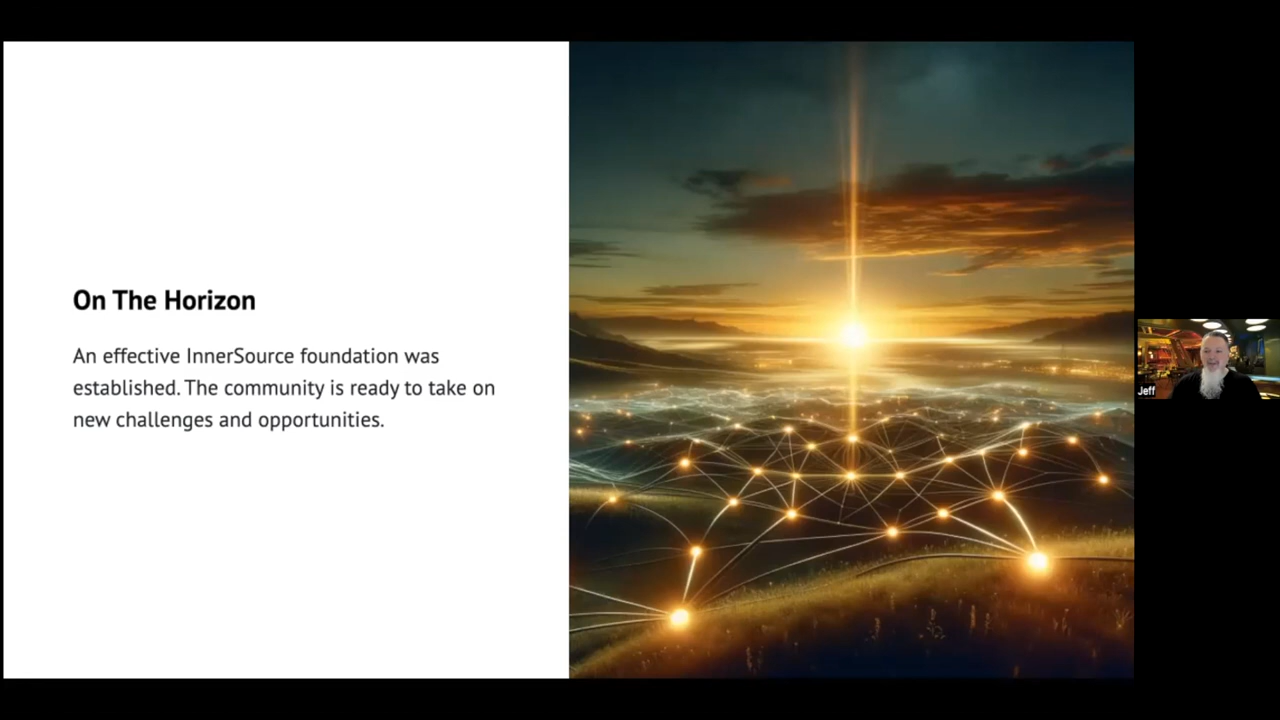 On The Horizon
An effective InnerSource foundation was
established. The community is ready to take on
new challenges and opportunities.
Jeff